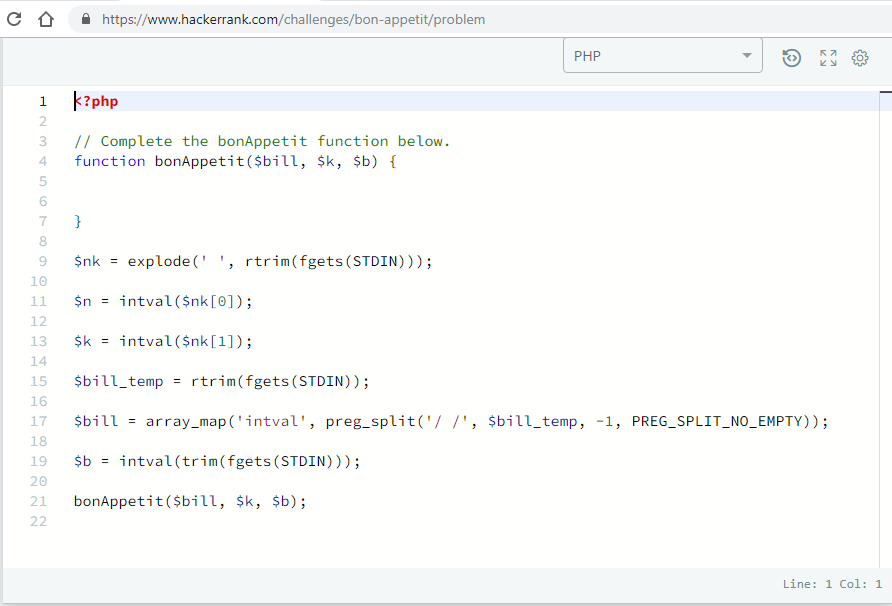 https://www.hackerrank.com/challenges/bon-appetit/problem
PHP
1 <?php
2
3 // Complete the bonAppetit function below.
4 function bonAppetit($bill, $k, $b) {
5
6
7 }
8
9 $nk = explode(' ', rtrim(fgets(STDIN)));
10
11 $n = intval($nk[0]);
12
13 $k = intval($nk[1]);
14
15 $bill_temp = rtrim(fgets(STDIN));
16
17 $bill = array_map('intval', preg_split('/ /', $bill_temp, -1, PREG_SPLIT_NO_EMPTY));
18
19 $b = intval(trim(fgets(STDIN)));
20
21 bonAppetit($bill, $k, $b);
22
Line: 1 Col: 1